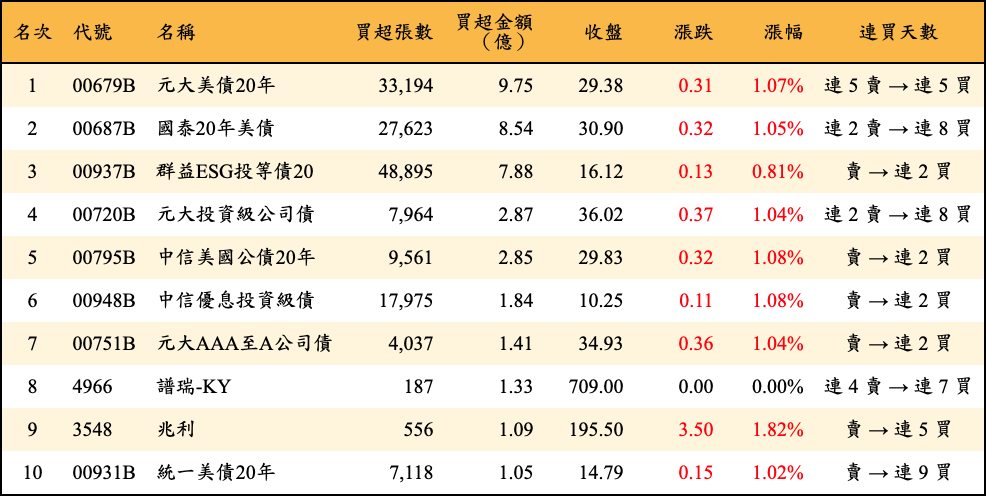 名次 代號 名稱 買超張數 買超金額（億） 收盤 漲跌 漲幅 連買天數
1 00679B 元大美債20年 33,194 9.75 29.38 0.31 1.07% 連 5 賣 → 連 5 買
2 00687B 國泰20年美債 27,623 8.54 30.90 0.32 1.05% 連 2 賣 → 連 8 買
3 00937B 群益ESG投等債20 48,895 7.88 16.12 0.13 0.81% 賣 → 連 2 買
4 00720B 元大投資級公司債 7,964 2.87 36.02 0.37 1.04% 連 2 賣 → 連 8 買
5 00795B 中信美國公債20年 9,561 2.85 29.83 0.32 1.08% 賣 → 連 2 買
6 00948B 中信優息投資級債 17,975 1.84 10.25 0.11 1.08% 賣 → 連 2 買
7 00751B 元大AAA至A公司債 4,037 1.41 34.93 0.36 1.04% 賣 → 連 2 買
8 4966 譜瑞-KY 187 1.33 709.00 0.00 0.00% 連 4 賣 → 連 7 買
9 3548 兆利 556 1.09 195.50 3.50 1.82% 賣 → 連 5 買
10 00931B 統一美債20年 7,118 1.05 14.79 0.15 1.02% 賣 → 連 9 買